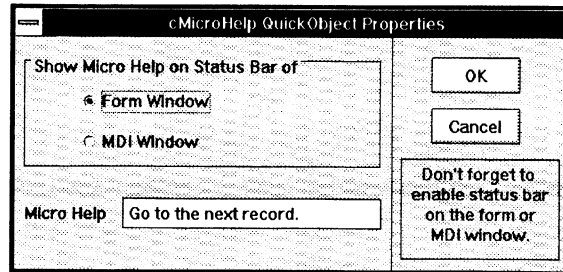 cMicroHelp QuickObject Properties
Show Micro Help on Status Bar of
Form Window
MDI Window
Micro Help
Go to the next record.
OK
Cancel
Don't forget to
enable status bar
on the form or
MDI window.